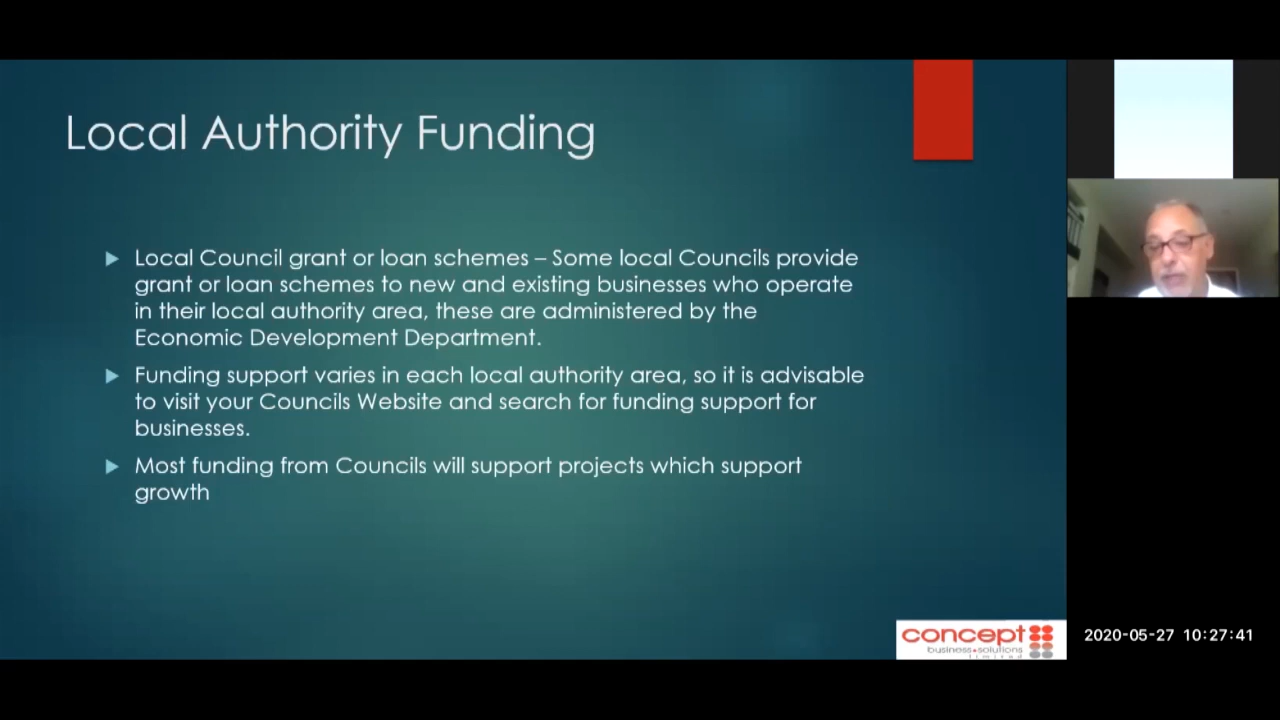 Local Authority Funding
Local Council grant or loan schemes – Some local Councils provide
grant or loan schemes to new and existing businesses who operate
in their local authority area, these are administered by the
Economic Development Department.
Funding support varies in each local authority area, so it is advisable
to visit your Councils Website and search for funding support for
businesses.
Most funding from Councils will support projects which support
growth
concept
business solutions
limited
2020-05-27 10:27:41